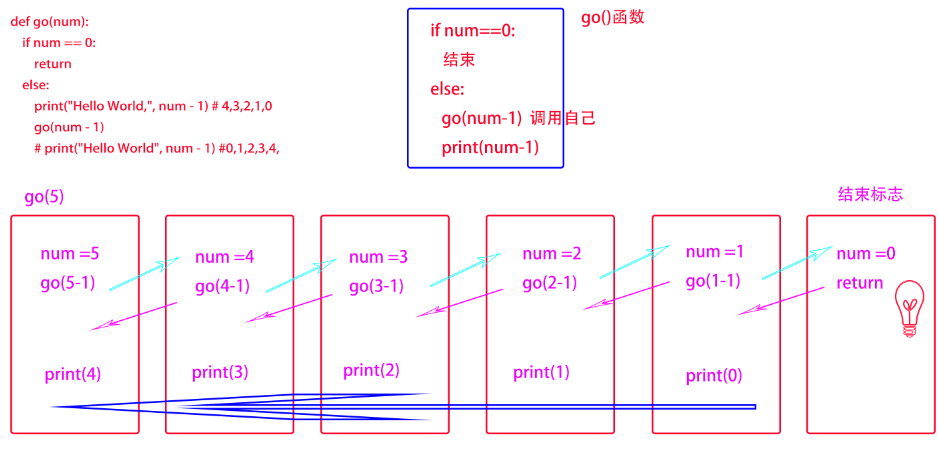 def go(num):
if num == 0:
return
else:
print("Hello World,", num - 1) # 4,3,2,1,0
go(num - 1)
# print("Hello World", num - 1) #0,1,2,3,4,
go()函数
if num==0:
结束
else:
go(num-1) 调用自己
print(num-1)
go(5)
结束标志
num =5
go(5-1)
print(4)
num =4
go(4-1)
print(3)
num =3
go(3-1)
print(2)
num =2
go(2-1)
print(1)
num =1
go(1-1)
print(0)
num =0
return